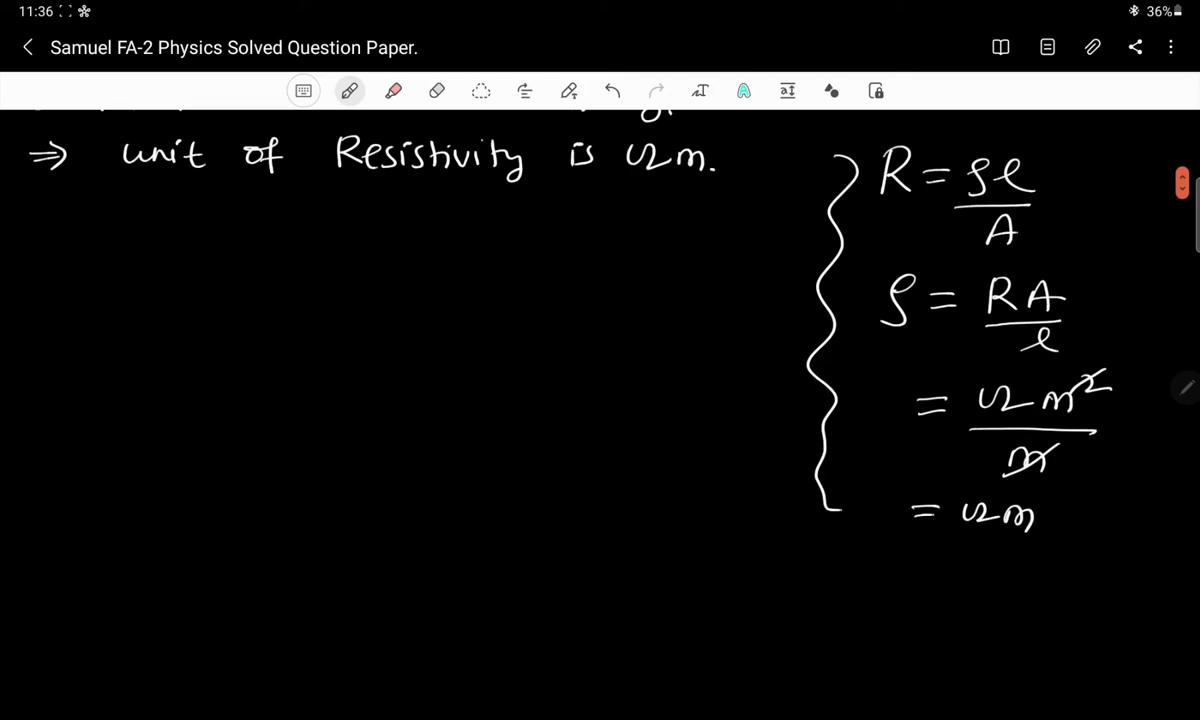 11:36
36%
Samuel FA-2 Physics Solved Question Paper.
⇒ unit of Resistivity is Ωm.
R = ρl
A
ρ = RA
l
= Ωm²
m
= Ωm